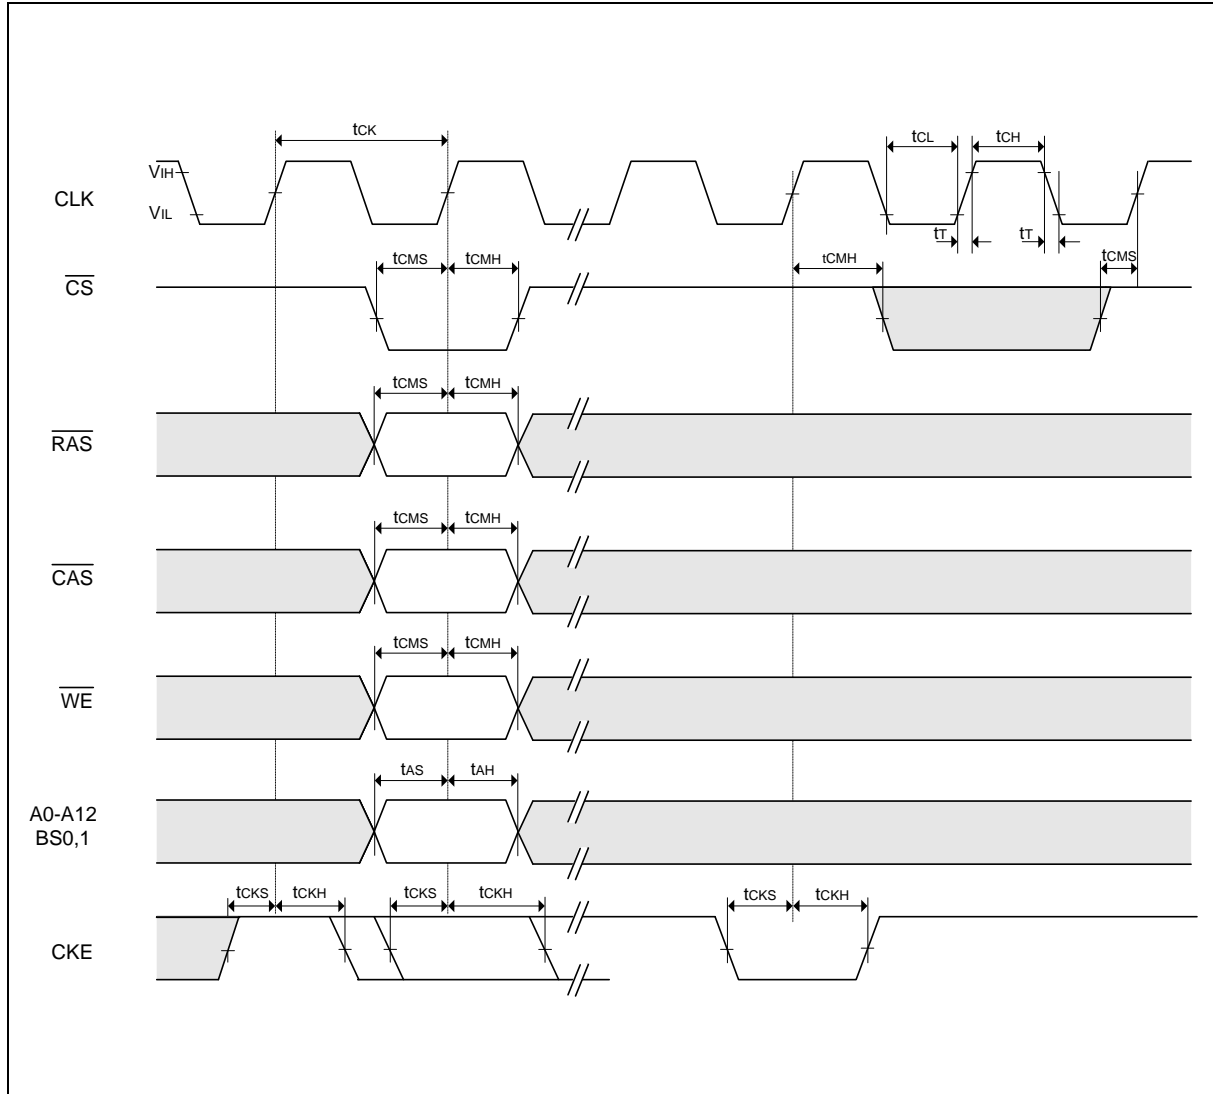 tCK
tCL
tCH
VIH
CLK
VIL
tT
tT
tCMS
tCMH
tCMH
tCMS
CS
tCMS
tCMH
RAS
tCMS
tCMH
CAS
tCMS
tCMH
WE
tAS
tAH
A0-A12
BS0,1
tCKS
tCKH
tCKS
tCKH
tCKS
tCKH
CKE